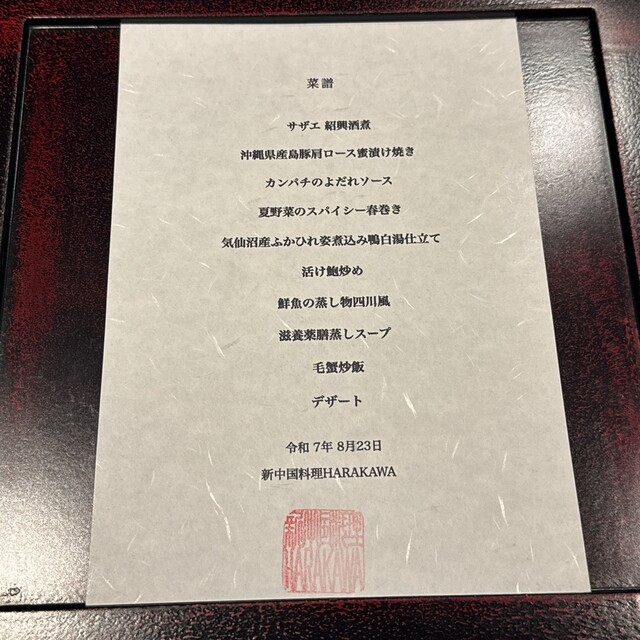 菜譜
サザエ 紹興酒煮
沖縄県産島豚肩ロース蜜漬け焼き
カンパチのよだれソース
夏野菜のスパイシー春巻き
気仙沼産ふかひれ姿煮込み鴨白湯仕立て
活け鮑炒め
鮮魚の蒸し物四川風
滋養薬膳蒸しスープ
毛蟹炒飯
デザート
令和 7年 8月23日
新中国料理HARAKAWA
新中国料理
HARAKAWA